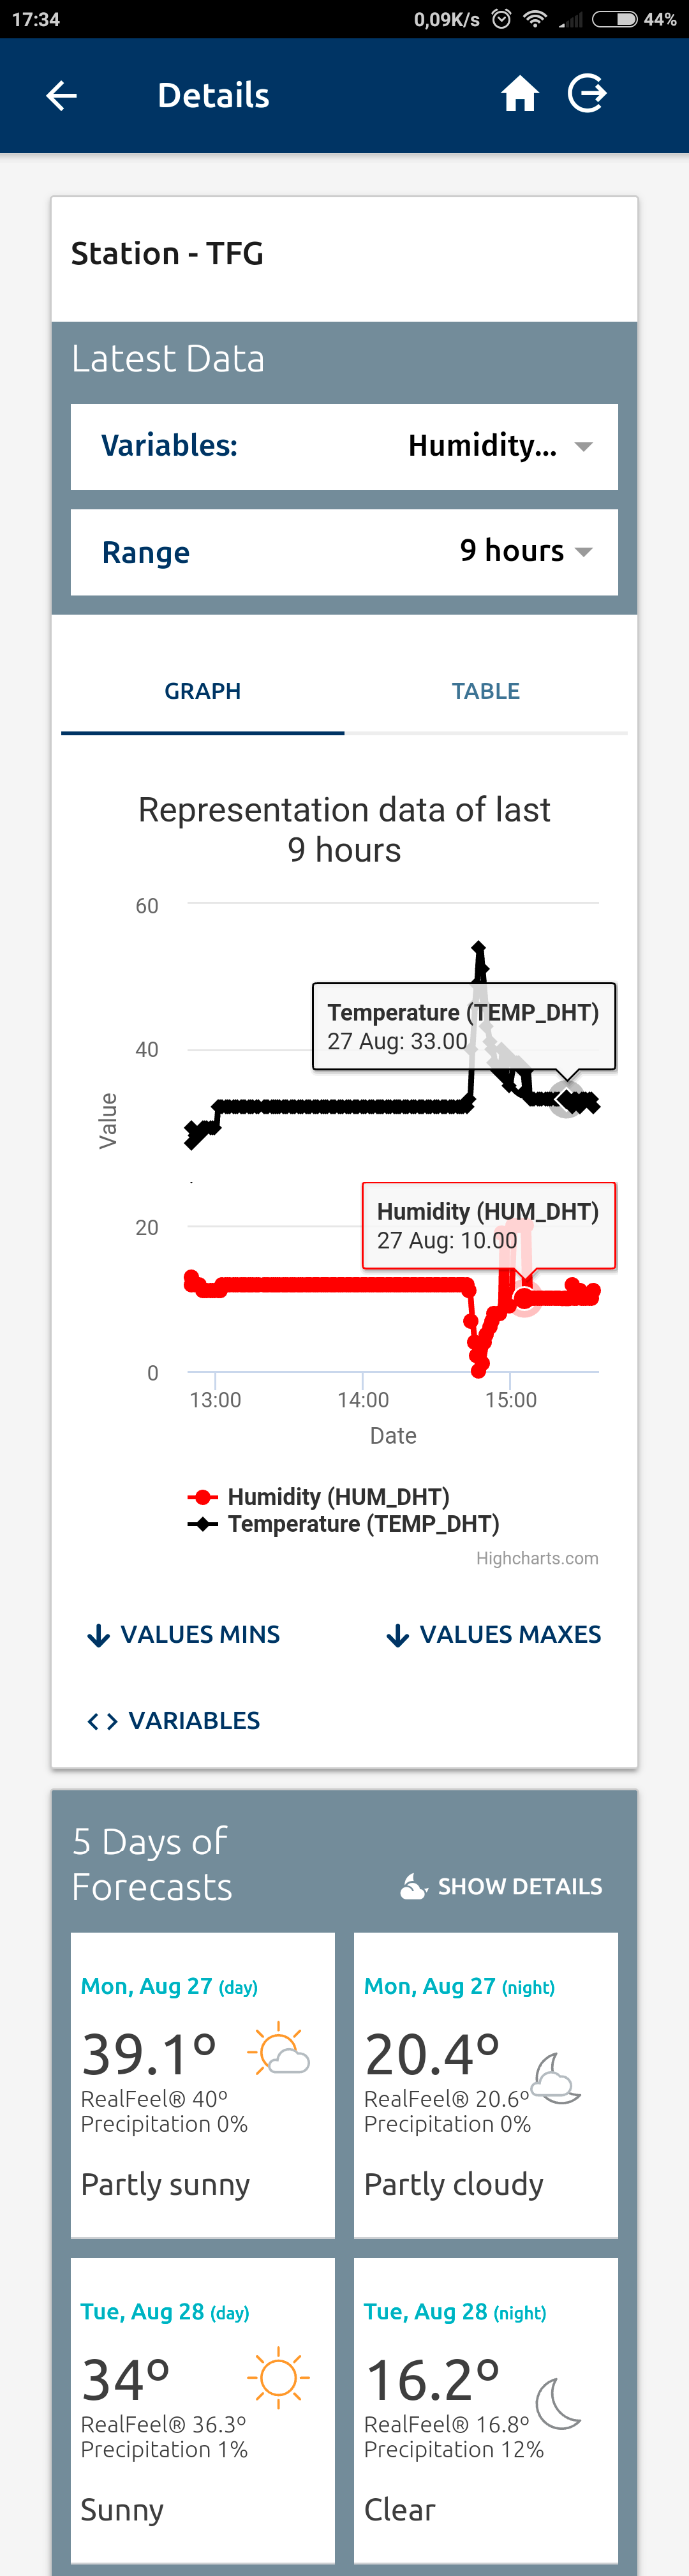 17:34 0,09K/s 44%
Details
Station - TFG
Latest Data
Variables: Humidity...
Range 9 hours
GRAPH TABLE
Representation data of last
9 hours
60
Temperature (TEMP_DHT)
27 Aug: 33.00
40
Value
Humidity (HUM_DHT)
27 Aug: 10.00
20
0
13:00 14:00 15:00
Date
Humidity (HUM_DHT)
Temperature (TEMP_DHT)
Highcharts.com
VALUES MINS VALUES MAXES
VARIABLES
5 Days of
Forecasts
SHOW DETAILS
Mon, Aug 27 (day)
39.1º
RealFeel® 40º
Precipitation 0%
Partly sunny
Mon, Aug 27 (night)
20.4º
RealFeel® 20.6º
Precipitation 0%
Partly cloudy
Tue, Aug 28 (day)
34º
RealFeel® 36.3º
Precipitation 1%
Sunny
Tue, Aug 28 (night)
16.2º
RealFeel® 16.8º
Precipitation 12%
Clear